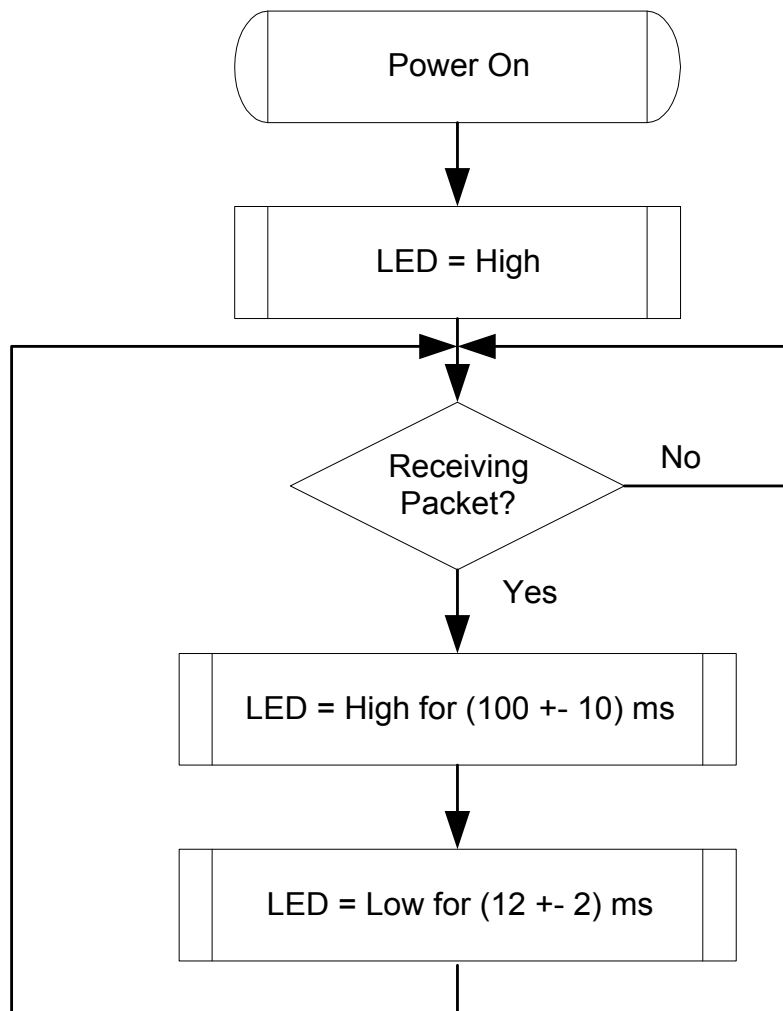 Power On
LED = High
Receiving
Packet?
No
Yes
LED = High for (100 +- 10) ms
LED = Low for (12 +- 2) ms